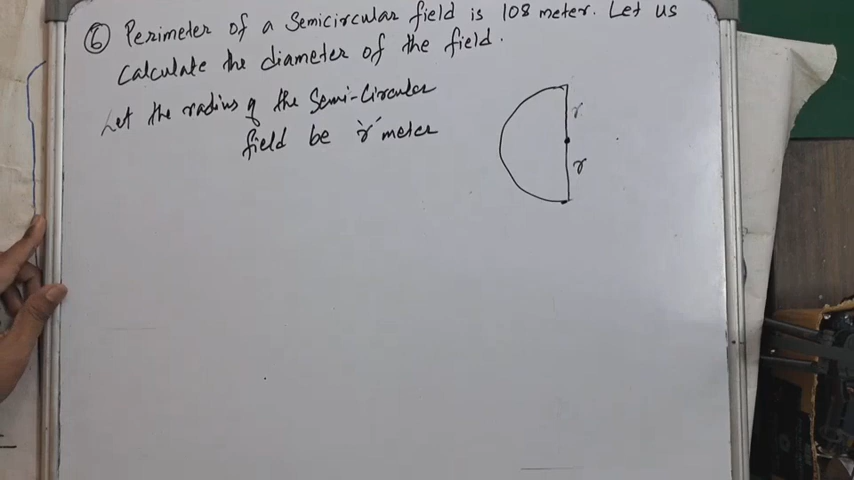 6 Perimeter of a Semicircular field is 108 meter. Let us
Calculate the diameter of the field.
Let the radius of the Semi-Circular
field be 'r' meter
r
r